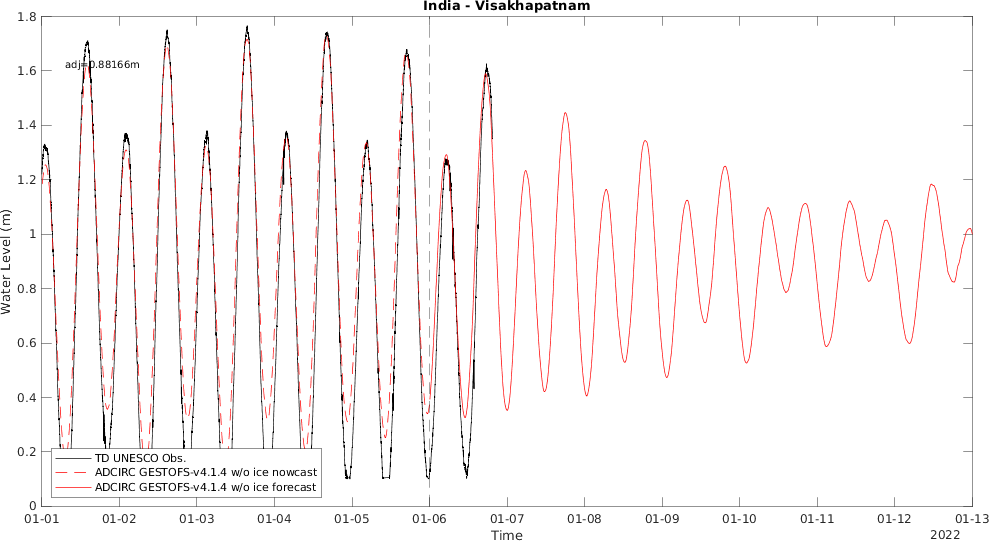 India - Visakhapatnam
1.8
adj=0.88166m
1.6
1.4
1.2
1
0.8
0.6
0.4
0.2
0
Water Level (m)
TD UNESCO Obs.
ADCIRC GESTOFS-v4.1.4 w/o ice nowcast
ADCIRC GESTOFS-v4.1.4 w/o ice forecast
01-01 01-02 01-03 01-04 01-05 01-06 01-07 01-08 01-09 01-10 01-11 01-12 01-13
Time
2022